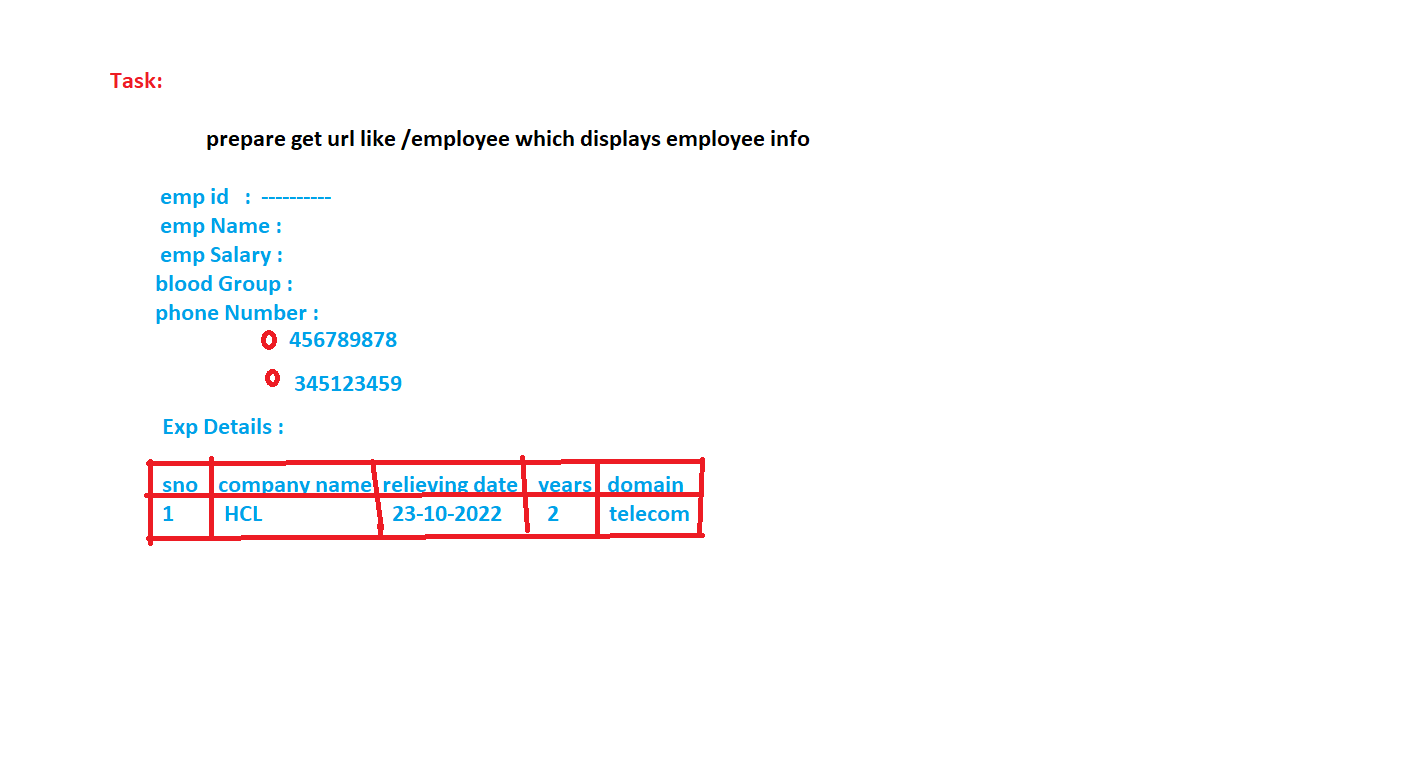 Task:
prepare get url like /employee which displays employee info
emp id : ----------
emp Name :
emp Salary :
blood Group :
phone Number :
456789878
345123459
Exp Details :
sno company name relieving date years domain
1 HCL 23-10-2022 2 telecom